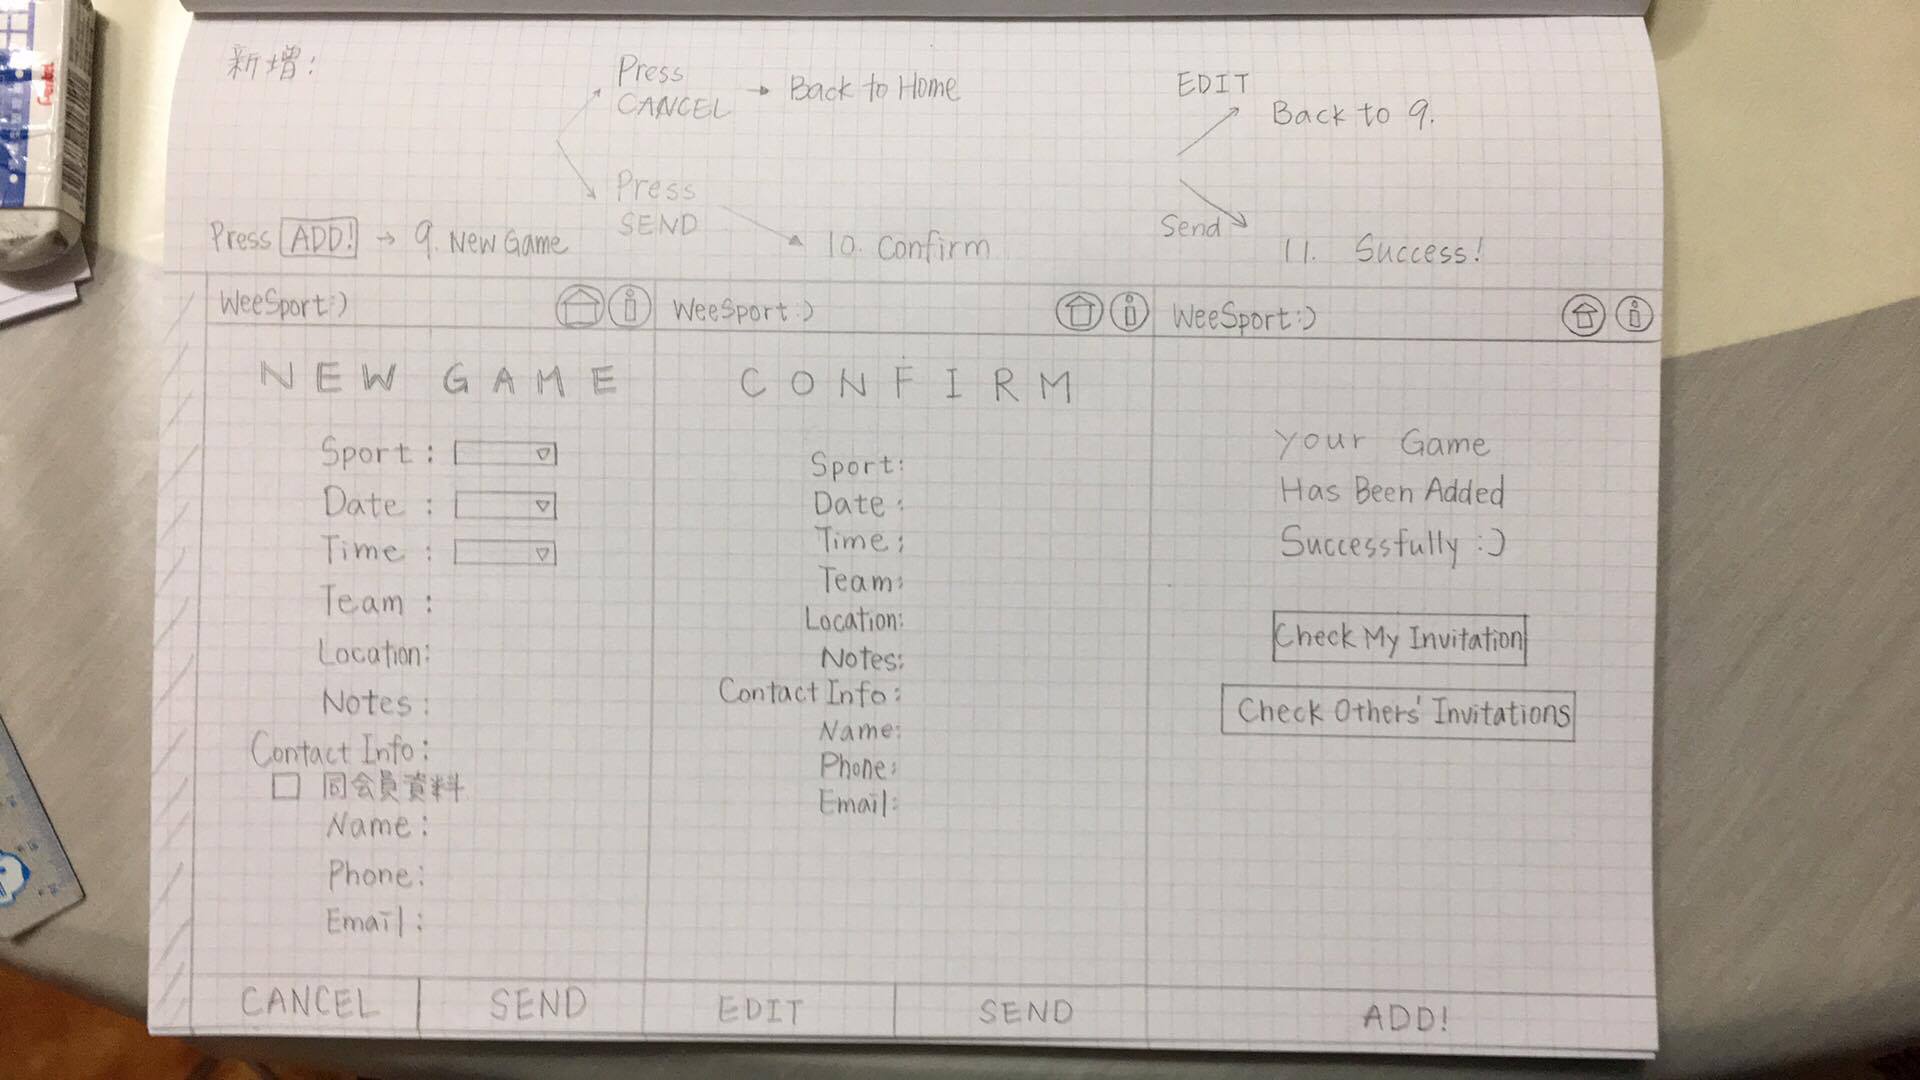 新增:
Press
CANCEL → Back to Home
EDIT
Back to 9.
Press
SEND
Send
Press ADD! → 9. New Game
10. Confirm
11. Success!
WeeSport:)
NEW GAME
Sport:
Date:
Time:
Team:
Location:
Notes:
Contact Info:
同会員資料
Name:
Phone:
Email:
CANCEL
SEND
WeeSport:)
CONFIRM
Sport:
Date:
Time:
Team:
Location:
Notes:
Contact Info:
Name:
Phone:
Email:
EDIT
SEND
WeeSport:)
Your Game
Has Been Added
Successfully :)
Check My Invitation
Check Others' Invitations
ADD!